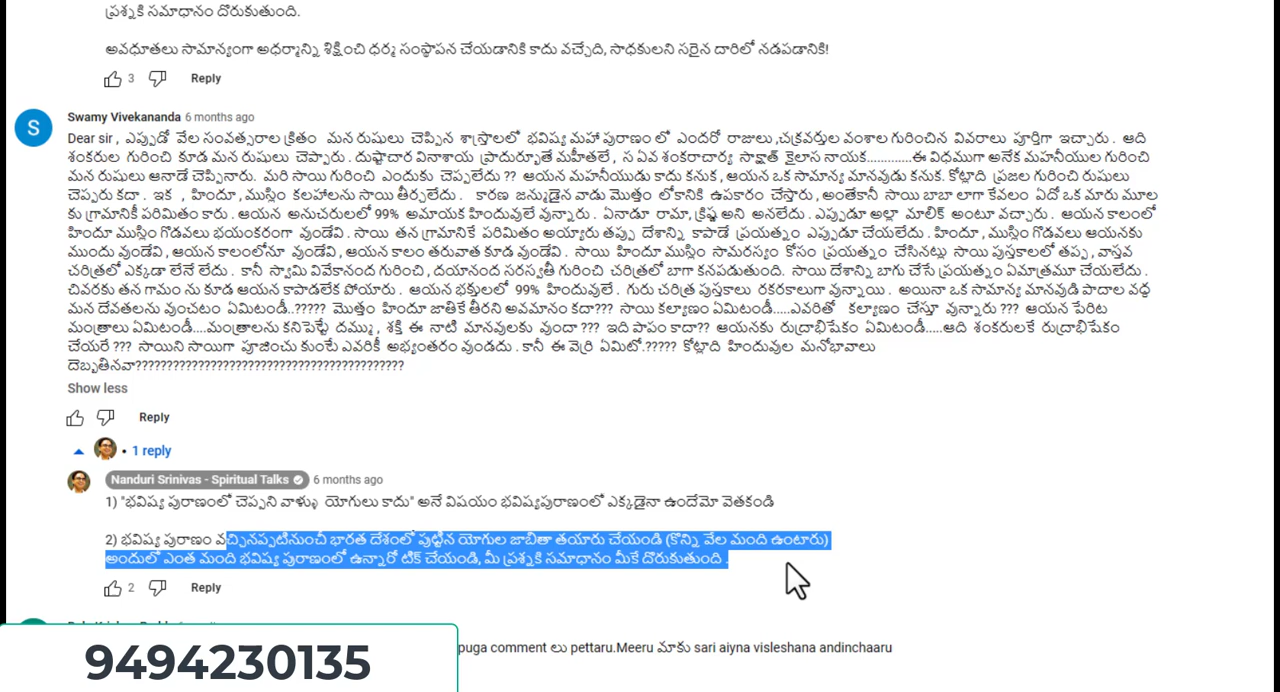 ప్రశ్నకి సమాధానం దొరుకుతుంది.
అవధూతలు సామాన్యంగా అధర్మాన్ని శిక్షించి ధర్మ సంస్థాపన చేయడానికి కాదు వచ్చేది, సాధకులని సరైన దారిలో నడపడానికి!
3 Reply
S
Swamy Vivekananda 6 months ago
Dear sir , ఎప్పుడో వేల సంవత్సరాల క్రితం మన రుషులు చెప్పిన శాస్త్రాలలో భవిష్య మహా పురాణం లో ఎందరో రాజులు ,చక్రవర్తుల వంశాల గురించిన వివరాలు పూర్తిగా ఇచ్చారు . ఆది
శంకరుల గురించి కూడ మన రుషులు చెప్పారు . దుష్టాచార వినాశాయ ప్రాదుర్భూతే మహీతలే , స ఏవ శంకరాచార్య సాక్షాత్ కైలాస నాయక.............ఈ విధముగా అనేక మహనీయుల గురించి
మన రుషులు ఆనాడే చెప్పినారు. మరి సాయి గురించి ఎందుకు చెప్పలేదు ?? ఆయన మహనీయుడు కాదు కనుక , ఆయన ఒక సామాన్య మానవుడు కనుక. కోట్లాది ప్రజల గురించి రుషులు
చెప్పరు కదా . ఇక , హిందూ , ముస్లిం కలహాలను సాయి తీర్చలేదు . కారణ జన్ముడైన వాడు మొత్తం లోకానికి ఉపకారం చేస్తారు , అంతేకానీ సాయి బాబా లాగా కేవలం ఏదో ఒక మారు మూల
కు గ్రామానికీ పరిమితం కారు . ఆయన అనుచరులలో 99% అమాయక హిందువులే వున్నారు . ఏనాడూ రామా, క్రిష్ణ అని అనలేదు . ఎప్పుడూ అల్లా మాలిక్ అంటూ వచ్చారు . ఆయన కాలంలో
హిందూ ముస్లిం గొడవలు భయంకరంగా వుండేవి . సాయి తన గ్రామానికే పరిమితం అయ్యారు తప్ప దేశాన్ని కాపాడే ప్రయత్నం ఎప్పుడూ చేయలేదు . హిందూ , ముస్లిం గొడవలు ఆయనకు
ముందు వుండేవి , ఆయన కాలంలోనూ వుండేవి , ఆయన కాలం తరువాత కూడ వుండేవి . సాయి హిందూ ముస్లిం సామరస్యం కోసం ప్రయత్నం చేసినట్లు సాయి పుస్తకాలలో తప్ప , వాస్తవ
చరిత్రలో ఎక్కడా లేనే లేదు . కానీ స్వామి వివేకానంద గురించి , దయానంద సరస్వతీ గురించి చరిత్రలో బాగా కనపడుతుంది. సాయి దేశాన్ని బాగు చేసే ప్రయత్నం ఏమాత్రమూ చేయలేదు .
చివరకు తన గామం ను కూడ ఆయన కాపాడలేక పోయారు . ఆయన భక్తులలో 99% హిందువులే . గురు చరిత్ర పుస్తకాలు రకరకాలుగా వున్నాయి . అయినా ఒక సామాన్య మానవుడి పాదాల వద్ద
మన దేవతలను వుంచటం ఏమిటండీ..????? మొత్తం హిందూ జాతికే తీరని అవమానం కదా??? సాయి కల్యాణం ఏమిటండీ.....ఎవరితో కల్యాణం చేస్తూ వున్నారు ??? ఆయన పేరిట
మంత్రాలు ఏమిటండీ....మంత్రాలను కనిపెట్టే దమ్ము , శక్తి ఈ నాటి మానవులకు వుందా ??? ఇది పాపం కాదా?? ఆయనకు రుద్రాభిషేకం ఏమిటండీ.....ఆది శంకరులకే రుద్రాభిషేకం
చేయరే ??? సాయిని సాయిగా పూజించు కుంటే ఎవరికీ అభ్యంతరం వుండదు . కానీ ఈ వెర్రి ఏమిటో.????? కోట్లాది హిందువుల మనోభావాలు
దెబ్బతినవా???????????????????????????????????????????
Show less
Reply
1 reply
Nanduri Srinivas - Spiritual Talks 6 months ago
1) "భవిష్య పురాణంలో చెప్పని వాళ్ళు యోగులు కాదు" అనే విషయం భవిష్యపురాణంలో ఎక్కడైనా ఉందేమో వెతకండి
2) భవిష్య పురాణం వచ్చినప్పటినుంచీ భారత దేశంలో పుట్టిన యోగుల జాబితా తయారు చేయండి (కొన్ని వేల మంది ఉంటారు)
అందులో ఎంత మంది భవిష్య పురాణంలో ఉన్నారో టిక్ చేయండి, మీ ప్రశ్నకి సమాధానం మీకే దొరుకుతుంది .
2 Reply
puga comment లు pettaru.Meeru మాకు sari aiyna visleshana andinchaaru
9494230135